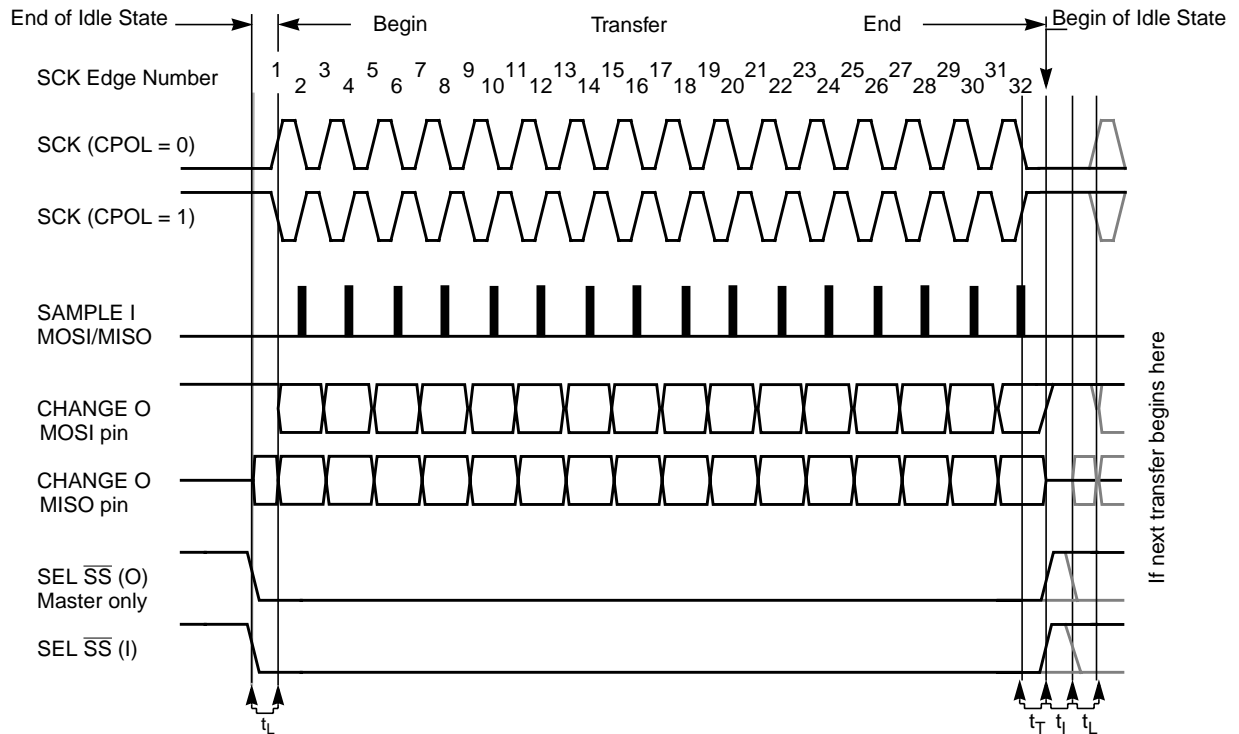 End of Idle State
Begin
Transfer
End
Begin of Idle State
SCK Edge Number
1 3 5 7 9 11 13 15 17 19 21 23 25 27 29 31
2 4 6 8 10 12 14 16 18 20 22 24 26 28 30 32
SCK (CPOL = 0)
SCK (CPOL = 1)
SAMPLE I
MOSI/MISO
CHANGE O
MOSI pin
CHANGE O
MISO pin
SEL S̅S̅ (O)
Master only
SEL S̅S̅ (I)
tL
tT
tI
tL
If next transfer begins here